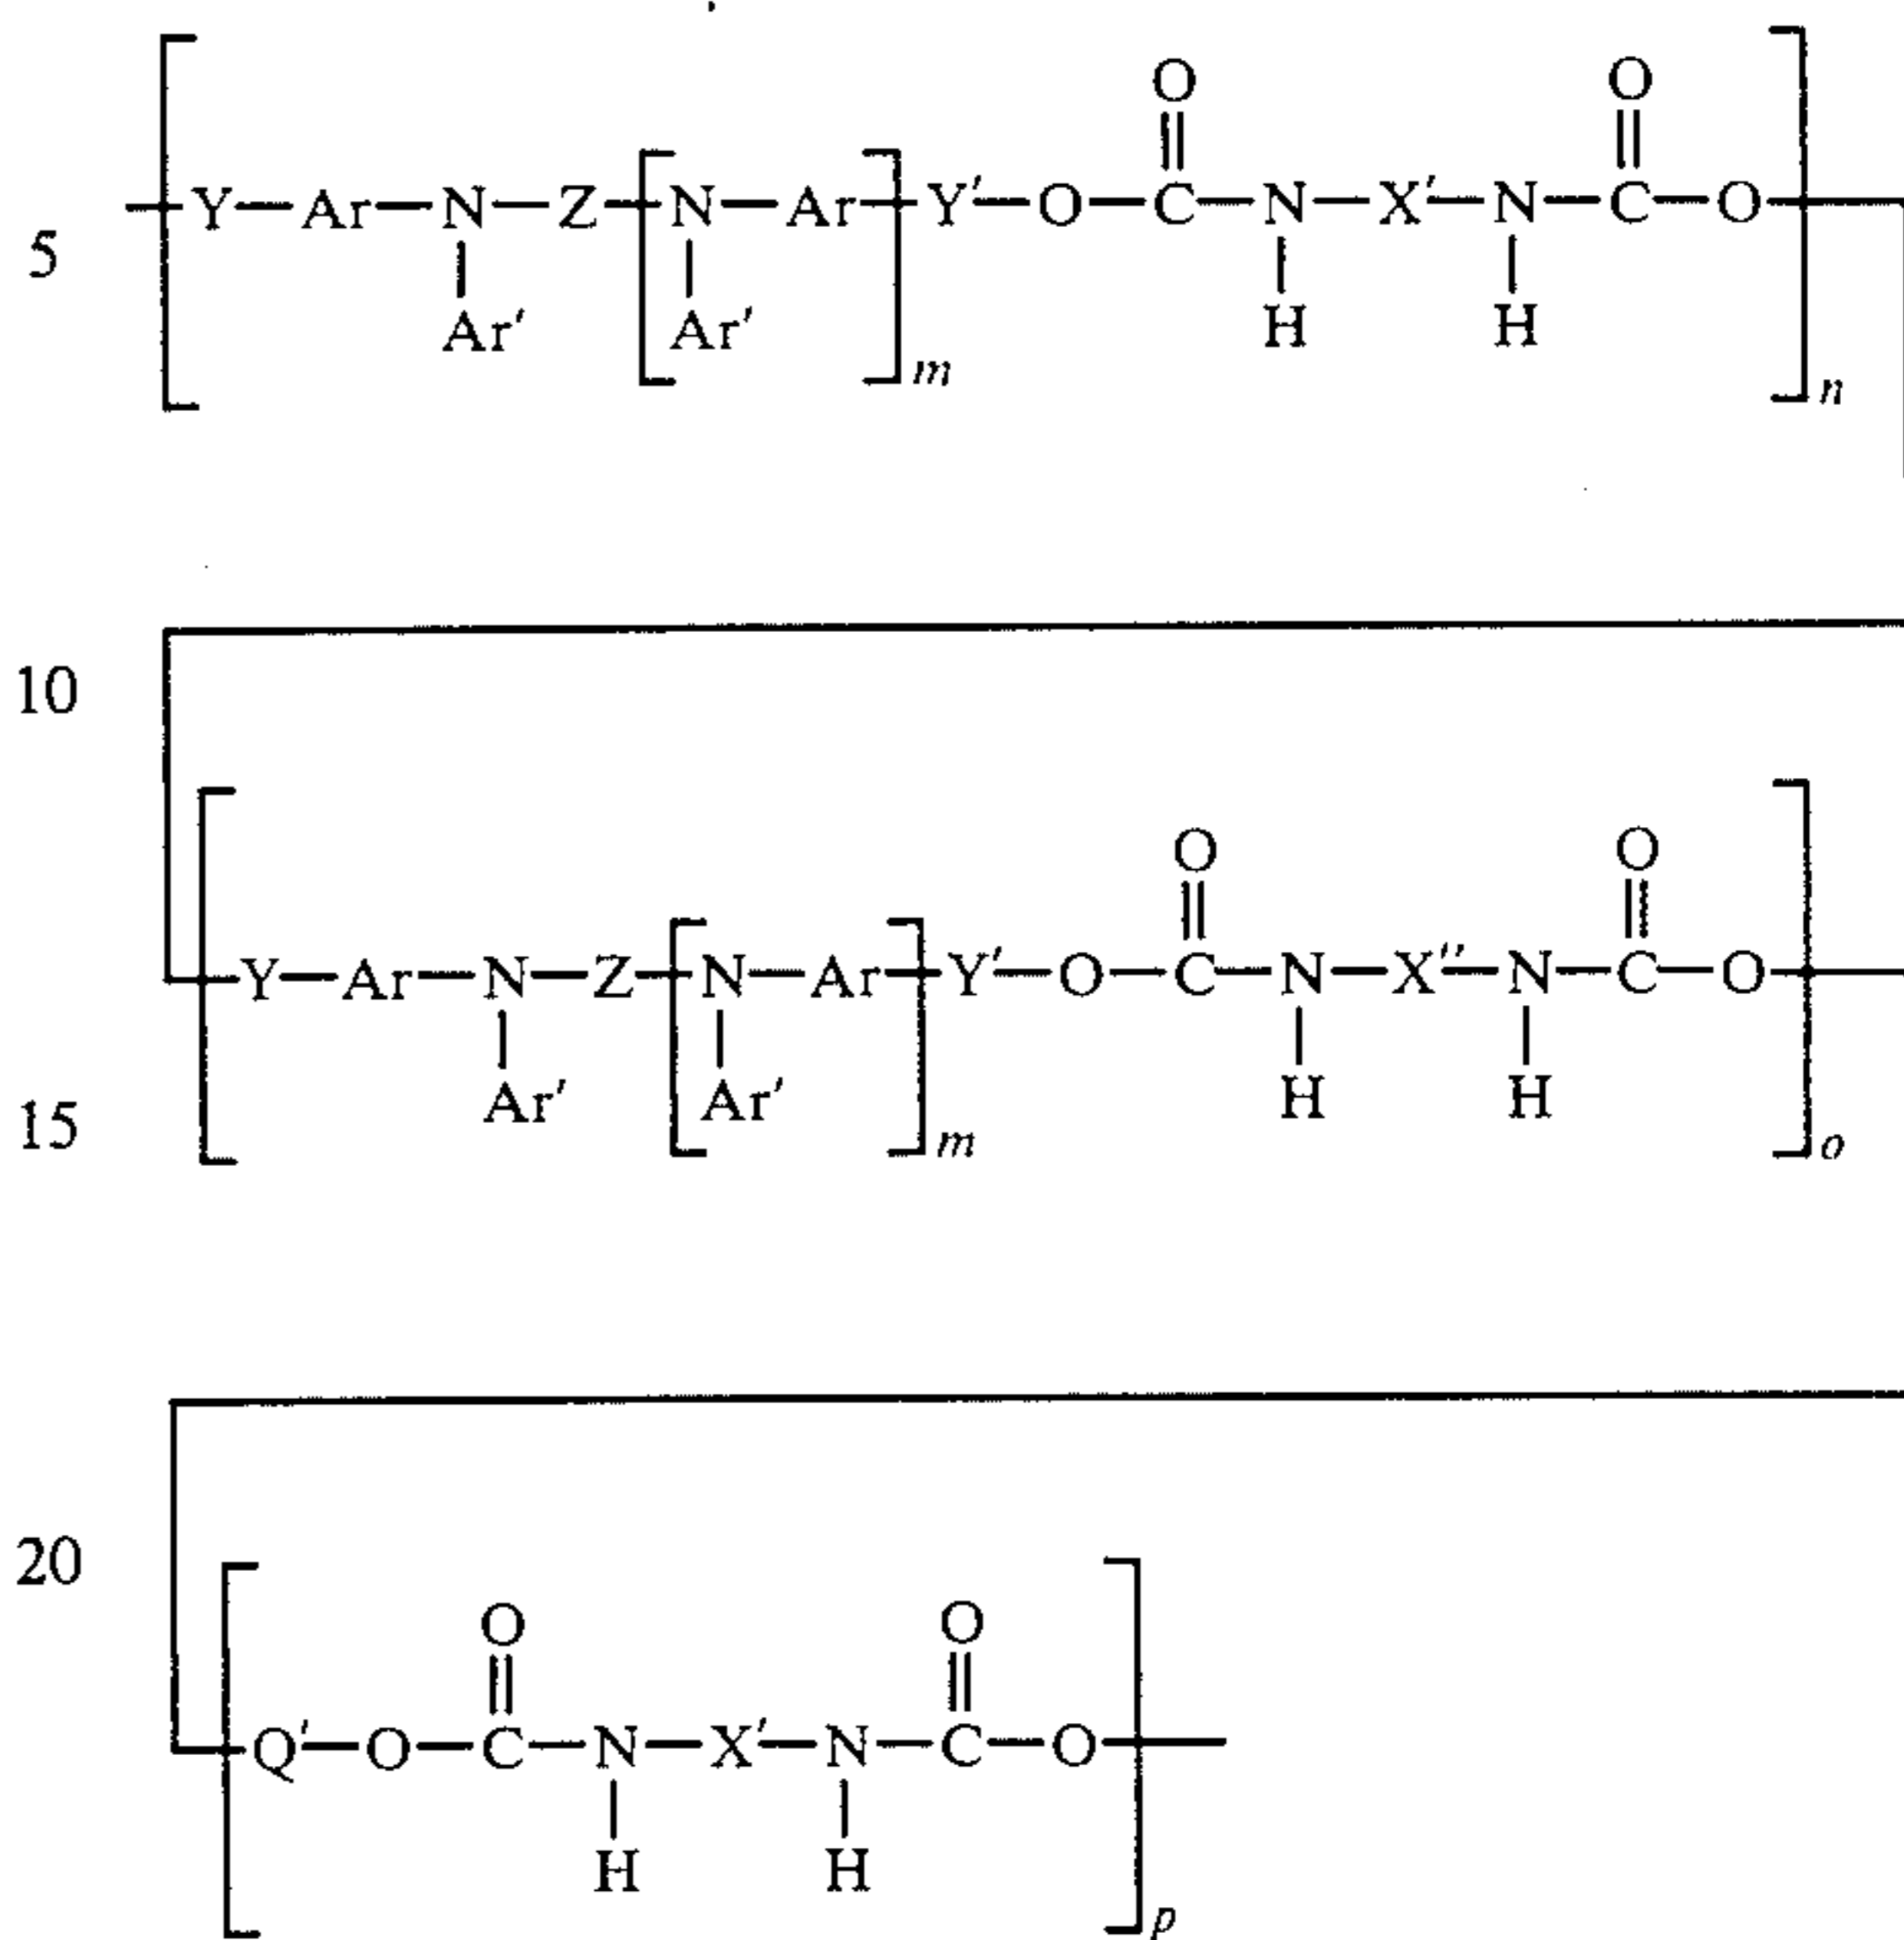 O O
Y—Ar—N—Z—[N—Ar]m—Y′—O—C—N—X′—N—C—O
5
Ar′ Ar′ H H
n
10
O O
Y—Ar—N—Z—[N—Ar]m—Y′—O—C—N—X″—N—C—O
15 Ar′ Ar′ H H
o
20
O O
Q′—O—C—N—X′—N—C—O
H H
p